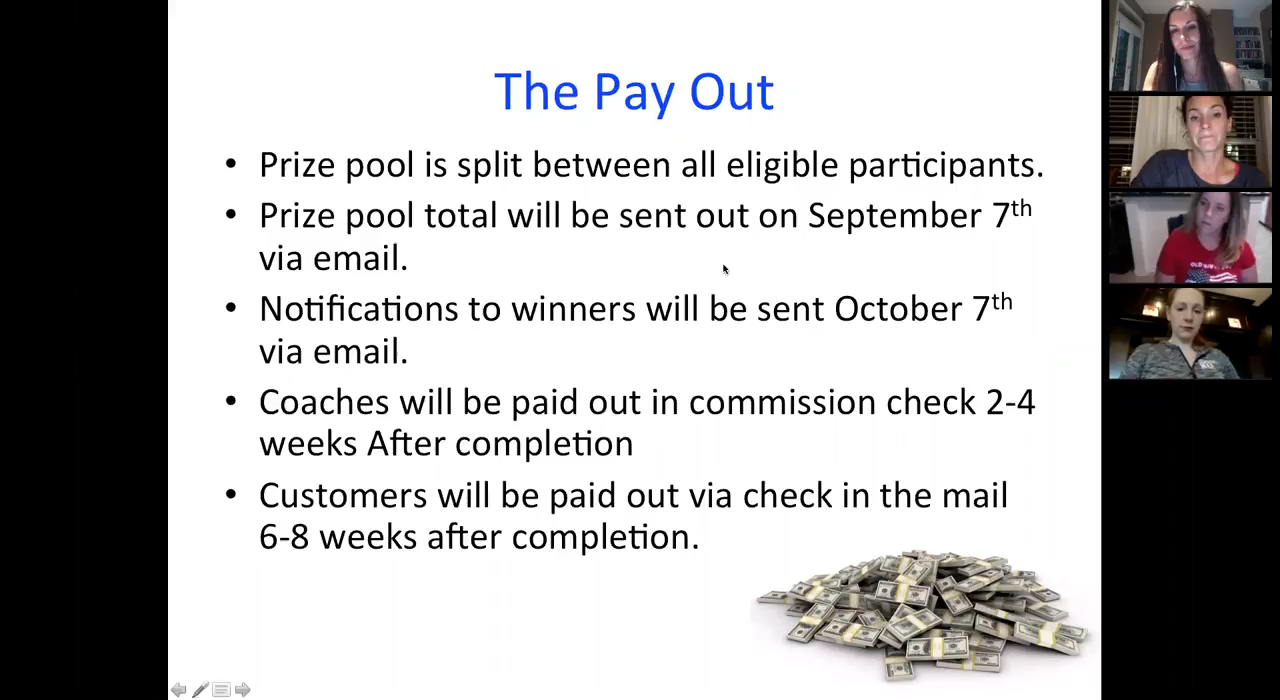 The Pay Out
• Prize pool is split between all eligible participants.
• Prize pool total will be sent out on September 7th
via email.
• Notifications to winners will be sent October 7th
via email.
• Coaches will be paid out in commission check 2-4
weeks After completion
• Customers will be paid out via check in the mail
6-8 weeks after completion.